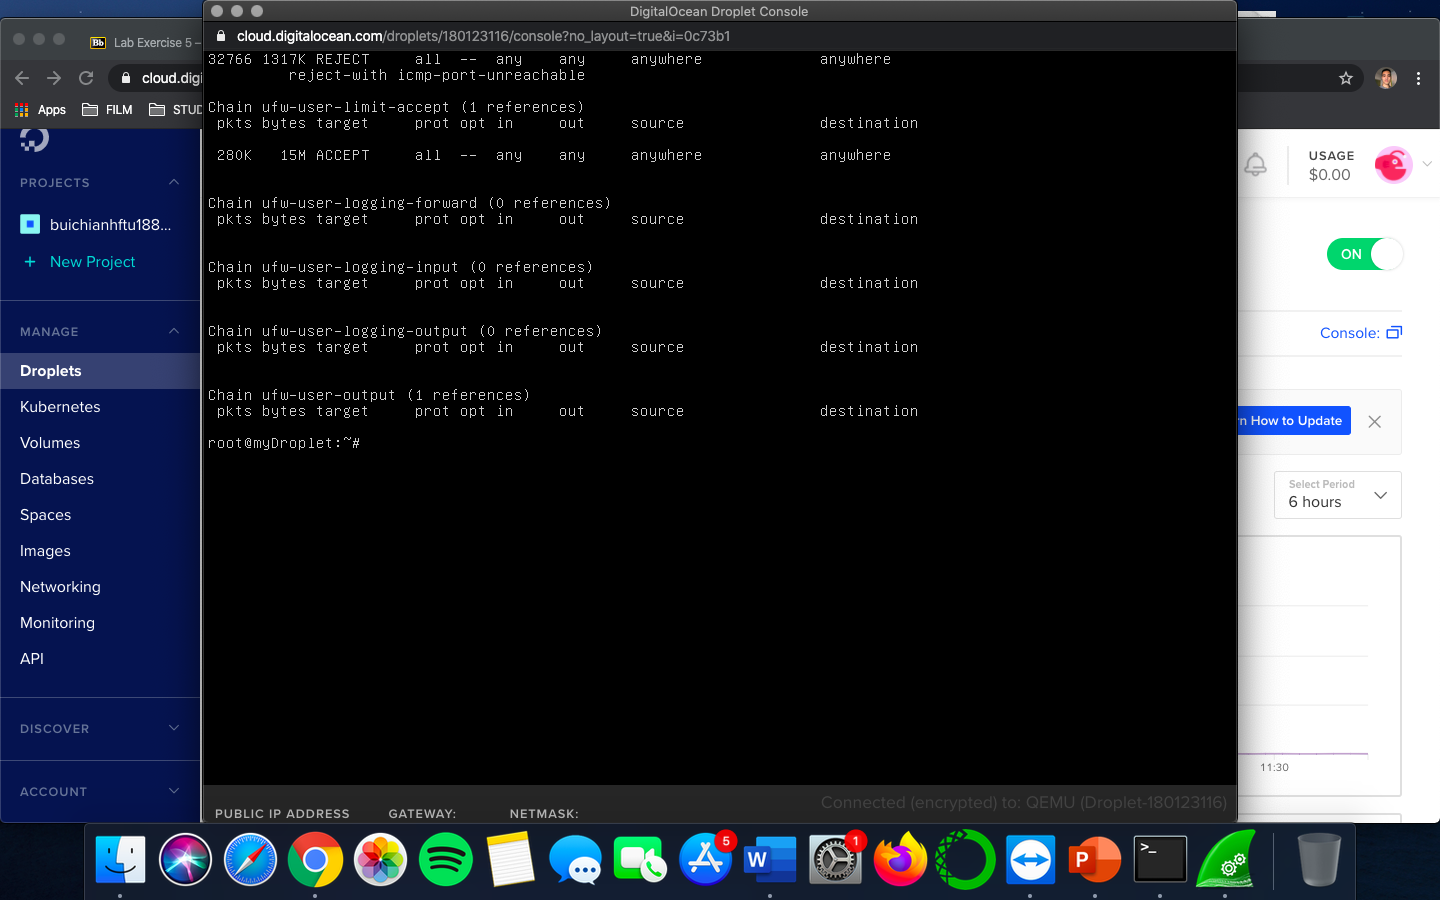 DigitalOcean Droplet Console
cloud.digitalocean.com/droplets/180123116/console?no_layout=true&i=0c73b1
Bb Lab Exercise 5 –
cloud.digi
Apps FILM STUD
32766 1317K REJECT all -- any any anywhere anywhere
reject-with icmp-port-unreachable
Chain ufw-user-limit-accept (1 references)
pkts bytes target prot opt in out source destination
280K 15M ACCEPT all -- any any anywhere anywhere
Chain ufw-user-logging-forward (0 references)
pkts bytes target prot opt in out source destination
Chain ufw-user-logging-input (0 references)
pkts bytes target prot opt in out source destination
Chain ufw-user-logging-output (0 references)
pkts bytes target prot opt in out source destination
Chain ufw-user-output (1 references)
pkts bytes target prot opt in out source destination
root@myDroplet:~#
PUBLIC IP ADDRESS GATEWAY: NETMASK:
Connected (encrypted) to: QEMU (Droplet-180123116)
PROJECTS
buichianhftu188...
+ New Project
MANAGE
Droplets
Kubernetes
Volumes
Databases
Spaces
Images
Networking
Monitoring
API
DISCOVER
ACCOUNT
USAGE
$0.00
ON
Console:
rn How to Update
Select Period
6 hours
11:30
5
W
1
P
>_